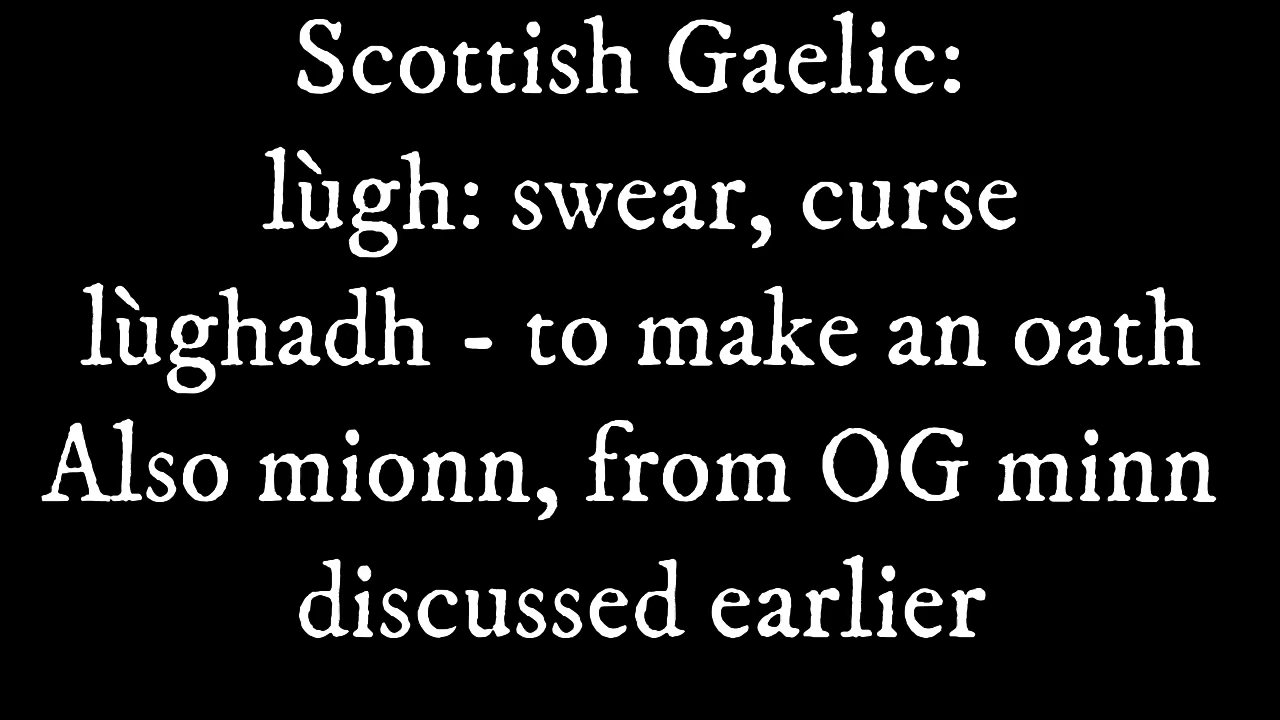 Scottish Gaelic:
lùgh: swear, curse
lùghadh - to make an oath
Also mionn, from OG minn
discussed earlier